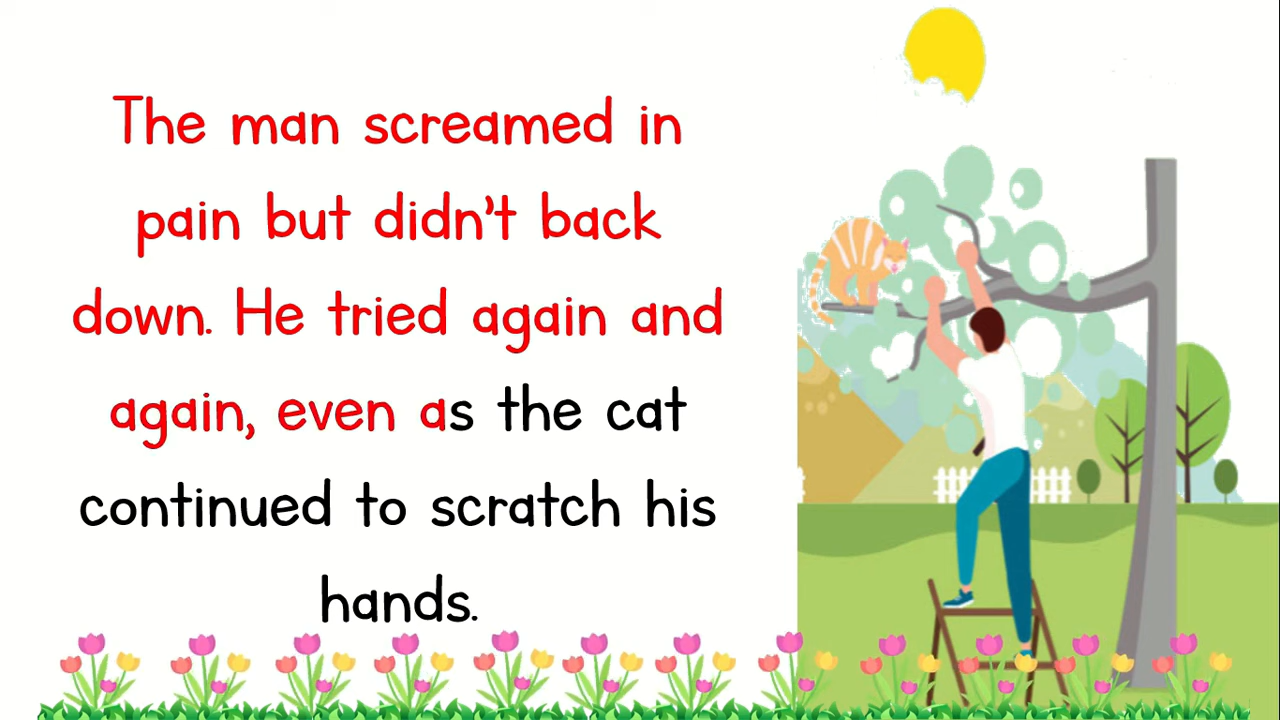 The man screamed in
pain but didn't back
down. He tried again and
again, even as the cat
continued to scratch his
hands.